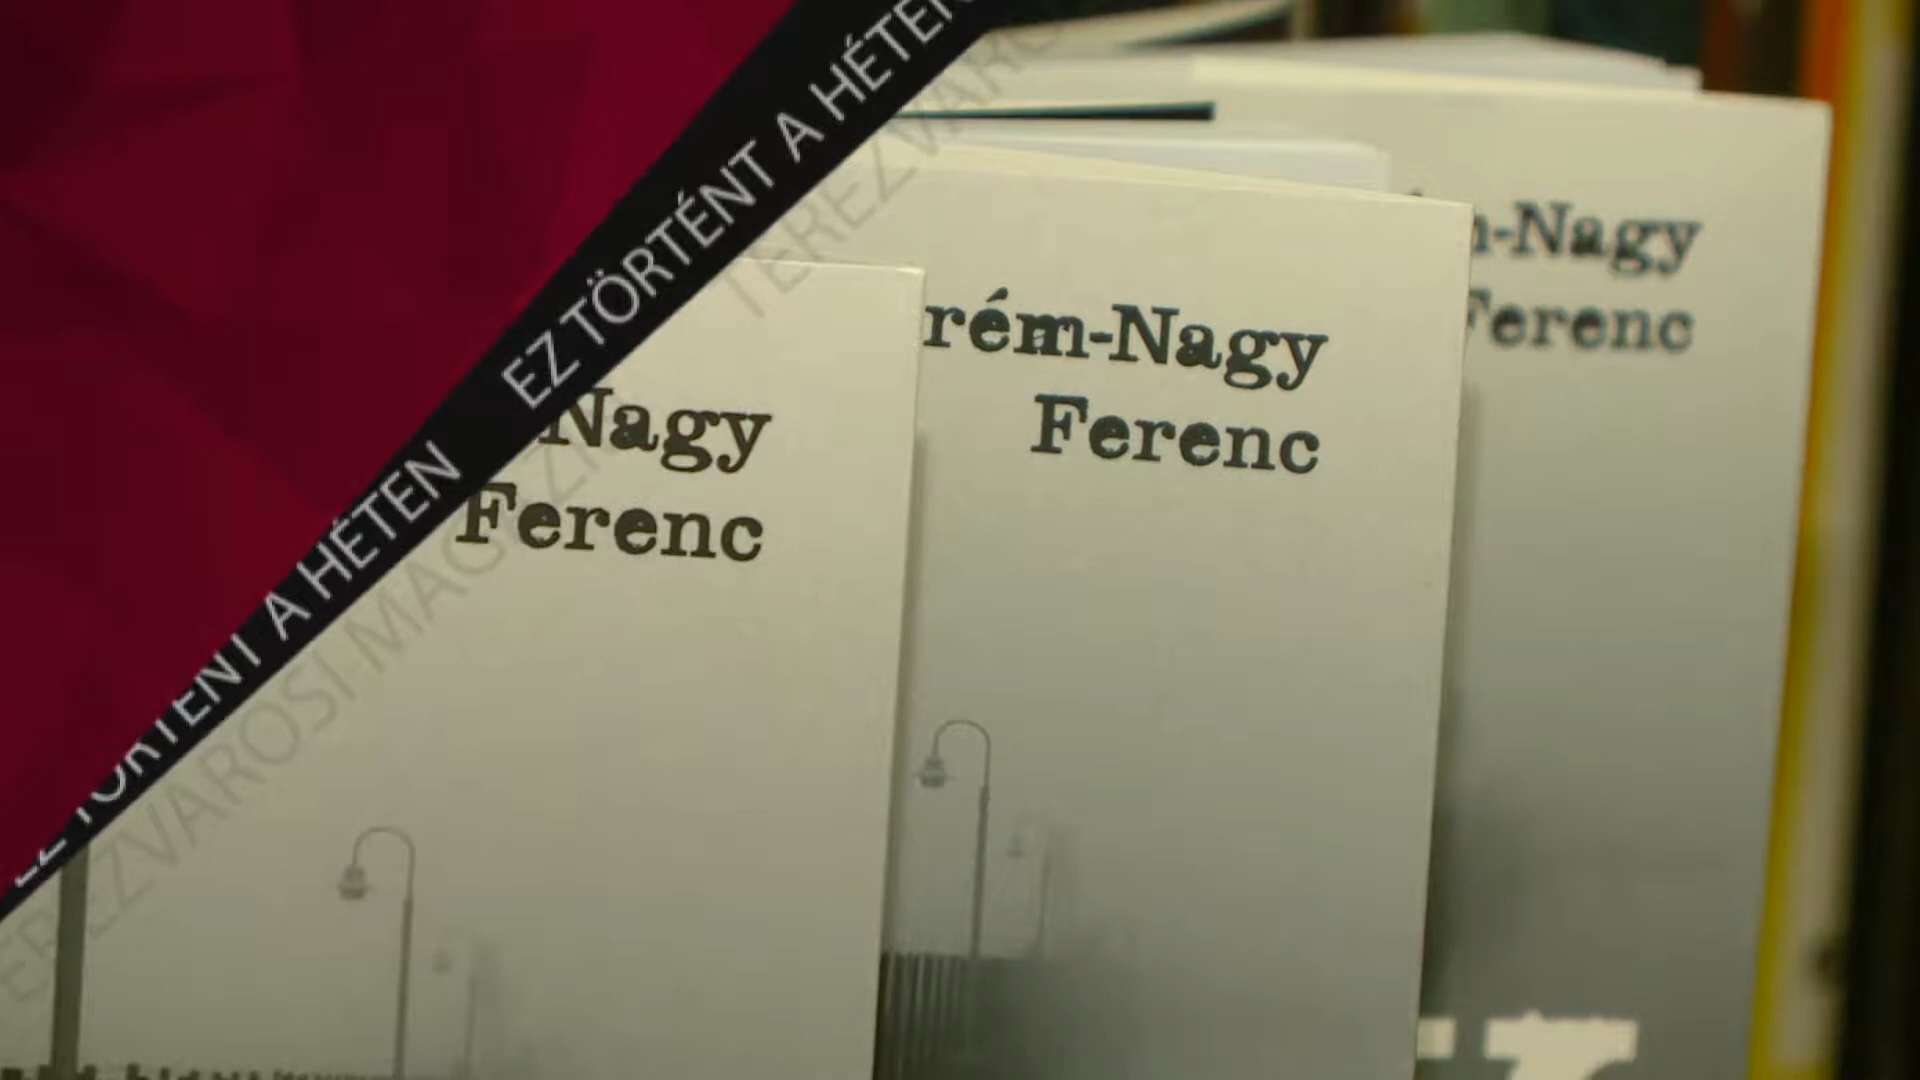 EZ TÖRTÉNT A HÉTEN
EZ TÖRTÉNT A HÉTEN
TERÉZVÁROSI MAGAZIN
Nagy
Ferenc
rém-Nagy
Ferenc
-Nagy
Ferenc